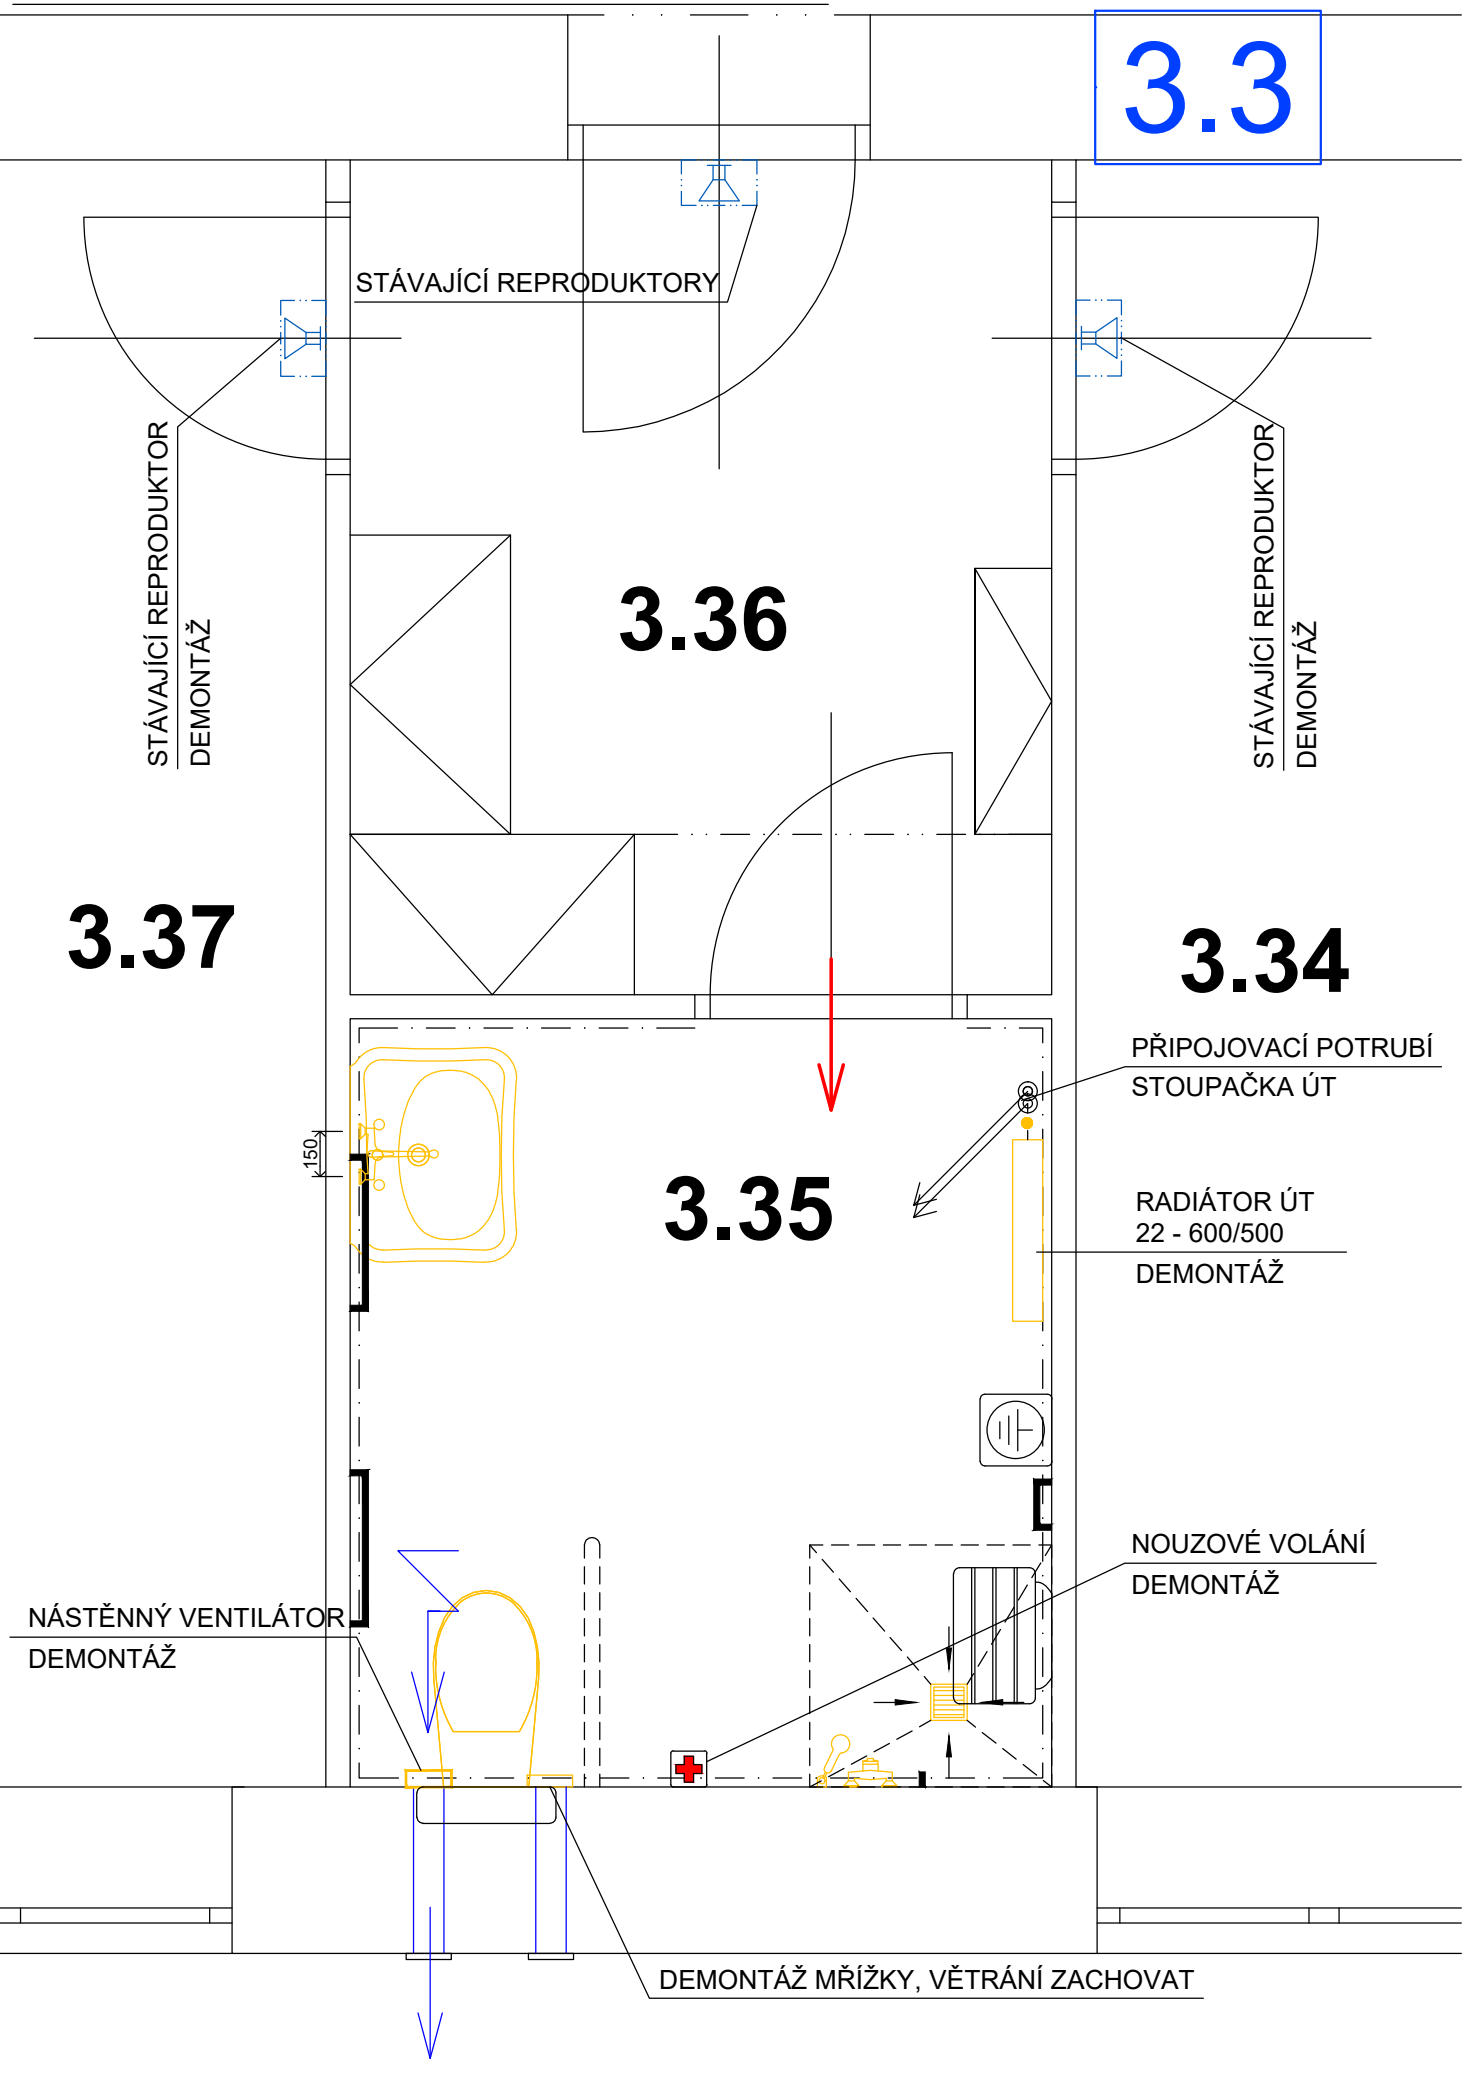 3.3
STÁVAJÍCÍ REPRODUKTORY
STÁVAJÍCÍ REPRODUKTOR
DEMONTÁŽ
STÁVAJÍCÍ REPRODUKTOR
DEMONTÁŽ
3.36
3.37
3.34
PŘIPOJOVACÍ POTRUBÍ
STOUPAČKA ÚT
150
3.35
RADIÁTOR ÚT
22 - 600/500
DEMONTÁŽ
NOUZOVÉ VOLÁNÍ
DEMONTÁŽ
NÁSTĚNNÝ VENTILÁTOR
DEMONTÁŽ
DEMONTÁŽ MŘÍŽKY, VĚTRÁNÍ ZACHOVAT